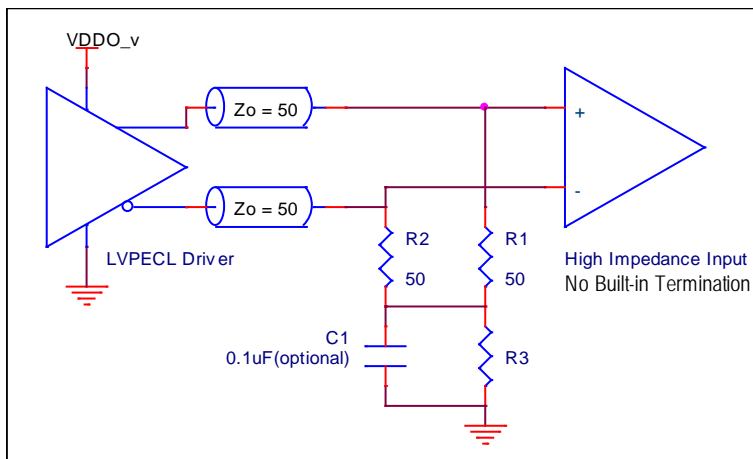 VDDO_v
Zo = 50
+
Zo = 50
-
LVPECL Driver
R2
50
R1
50
High Impedance Input
No Built-in Termination
C1
0.1uF(optional)
R3